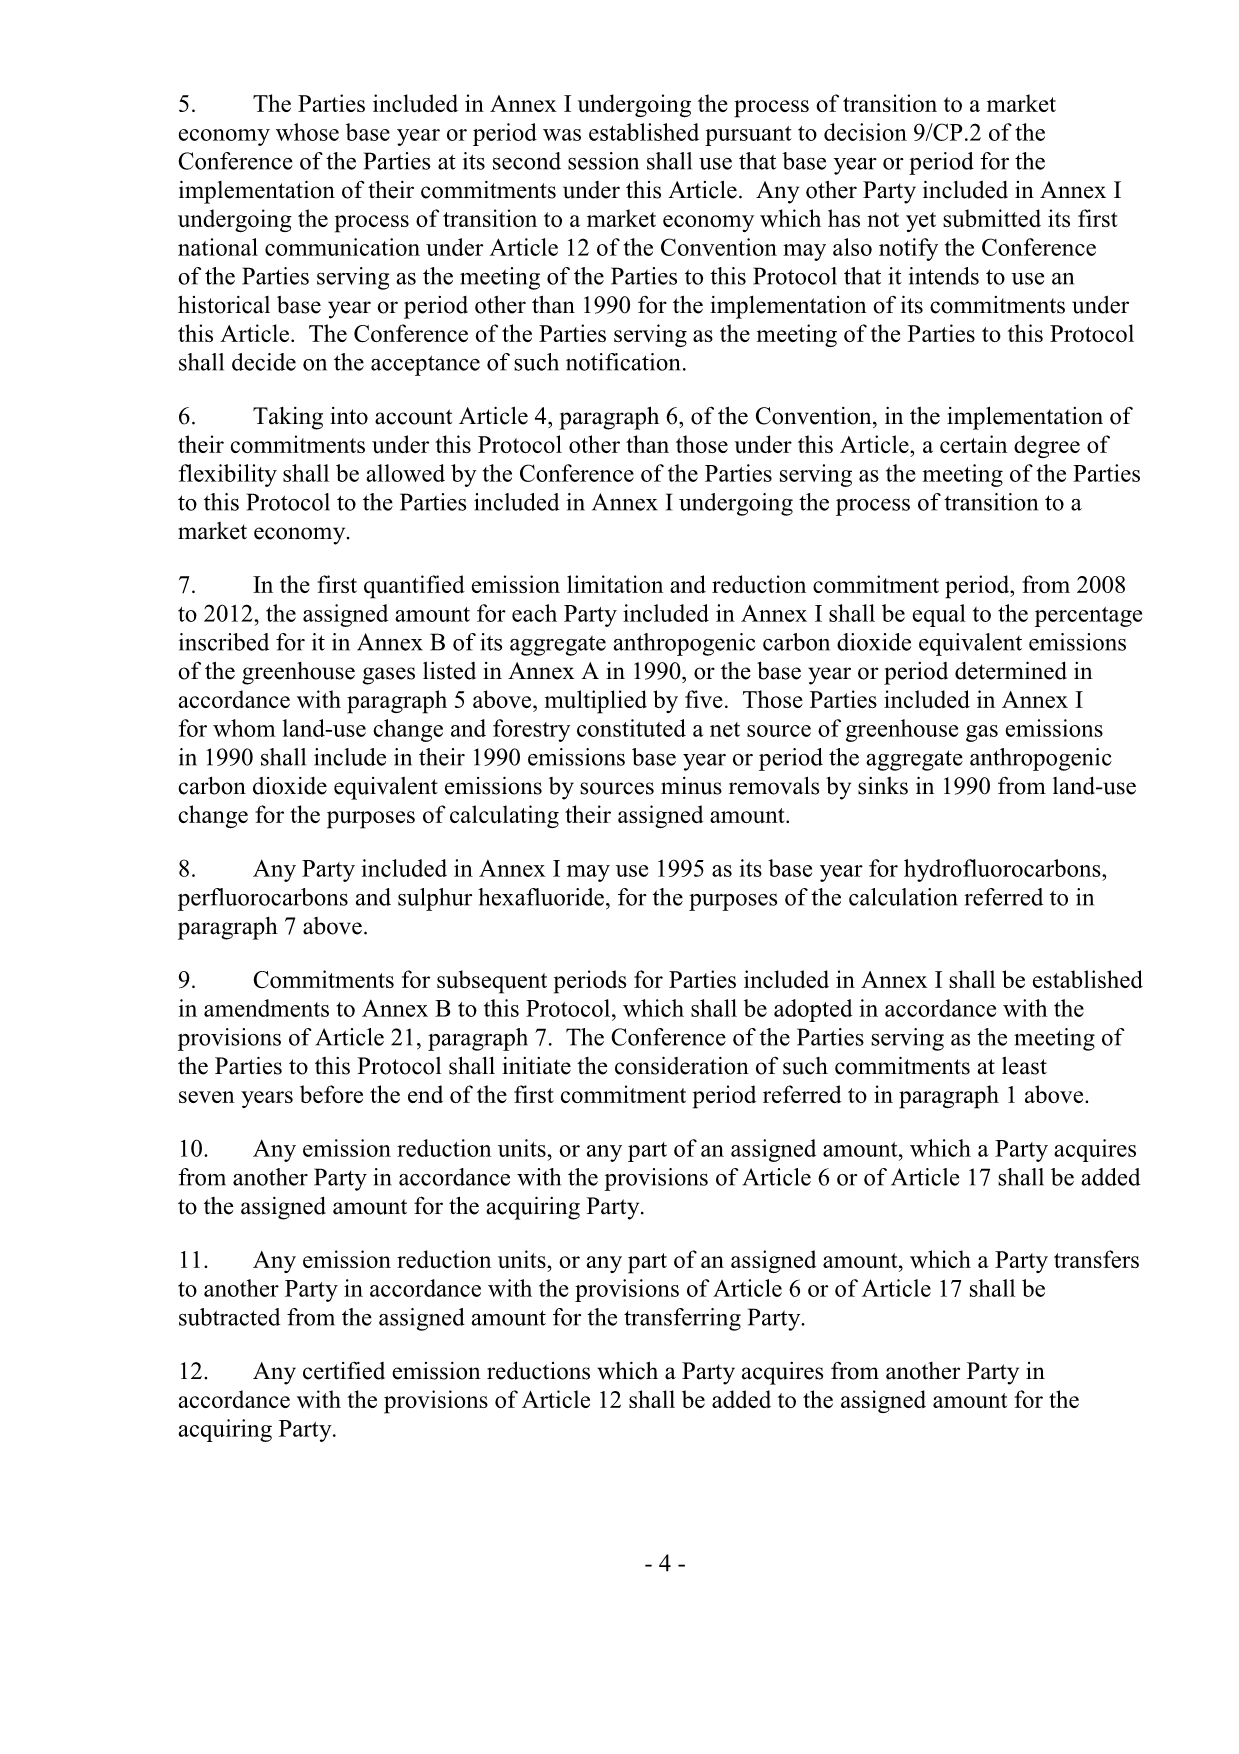 5. The Parties included in Annex I undergoing the process of transition to a market
economy whose base year or period was established pursuant to decision 9/CP.2 of the
Conference of the Parties at its second session shall use that base year or period for the
implementation of their commitments under this Article. Any other Party included in Annex I
undergoing the process of transition to a market economy which has not yet submitted its first
national communication under Article 12 of the Convention may also notify the Conference
of the Parties serving as the meeting of the Parties to this Protocol that it intends to use an
historical base year or period other than 1990 for the implementation of its commitments under
this Article. The Conference of the Parties serving as the meeting of the Parties to this Protocol
shall decide on the acceptance of such notification.
6. Taking into account Article 4, paragraph 6, of the Convention, in the implementation of
their commitments under this Protocol other than those under this Article, a certain degree of
flexibility shall be allowed by the Conference of the Parties serving as the meeting of the Parties
to this Protocol to the Parties included in Annex I undergoing the process of transition to a
market economy.
7. In the first quantified emission limitation and reduction commitment period, from 2008
to 2012, the assigned amount for each Party included in Annex I shall be equal to the percentage
inscribed for it in Annex B of its aggregate anthropogenic carbon dioxide equivalent emissions
of the greenhouse gases listed in Annex A in 1990, or the base year or period determined in
accordance with paragraph 5 above, multiplied by five. Those Parties included in Annex I
for whom land-use change and forestry constituted a net source of greenhouse gas emissions
in 1990 shall include in their 1990 emissions base year or period the aggregate anthropogenic
carbon dioxide equivalent emissions by sources minus removals by sinks in 1990 from land-use
change for the purposes of calculating their assigned amount.
8. Any Party included in Annex I may use 1995 as its base year for hydrofluorocarbons,
perfluorocarbons and sulphur hexafluoride, for the purposes of the calculation referred to in
paragraph 7 above.
9. Commitments for subsequent periods for Parties included in Annex I shall be established
in amendments to Annex B to this Protocol, which shall be adopted in accordance with the
provisions of Article 21, paragraph 7. The Conference of the Parties serving as the meeting of
the Parties to this Protocol shall initiate the consideration of such commitments at least
seven years before the end of the first commitment period referred to in paragraph 1 above.
10. Any emission reduction units, or any part of an assigned amount, which a Party acquires
from another Party in accordance with the provisions of Article 6 or of Article 17 shall be added
to the assigned amount for the acquiring Party.
11. Any emission reduction units, or any part of an assigned amount, which a Party transfers
to another Party in accordance with the provisions of Article 6 or of Article 17 shall be
subtracted from the assigned amount for the transferring Party.
12. Any certified emission reductions which a Party acquires from another Party in
accordance with the provisions of Article 12 shall be added to the assigned amount for the
acquiring Party.
- 4 -